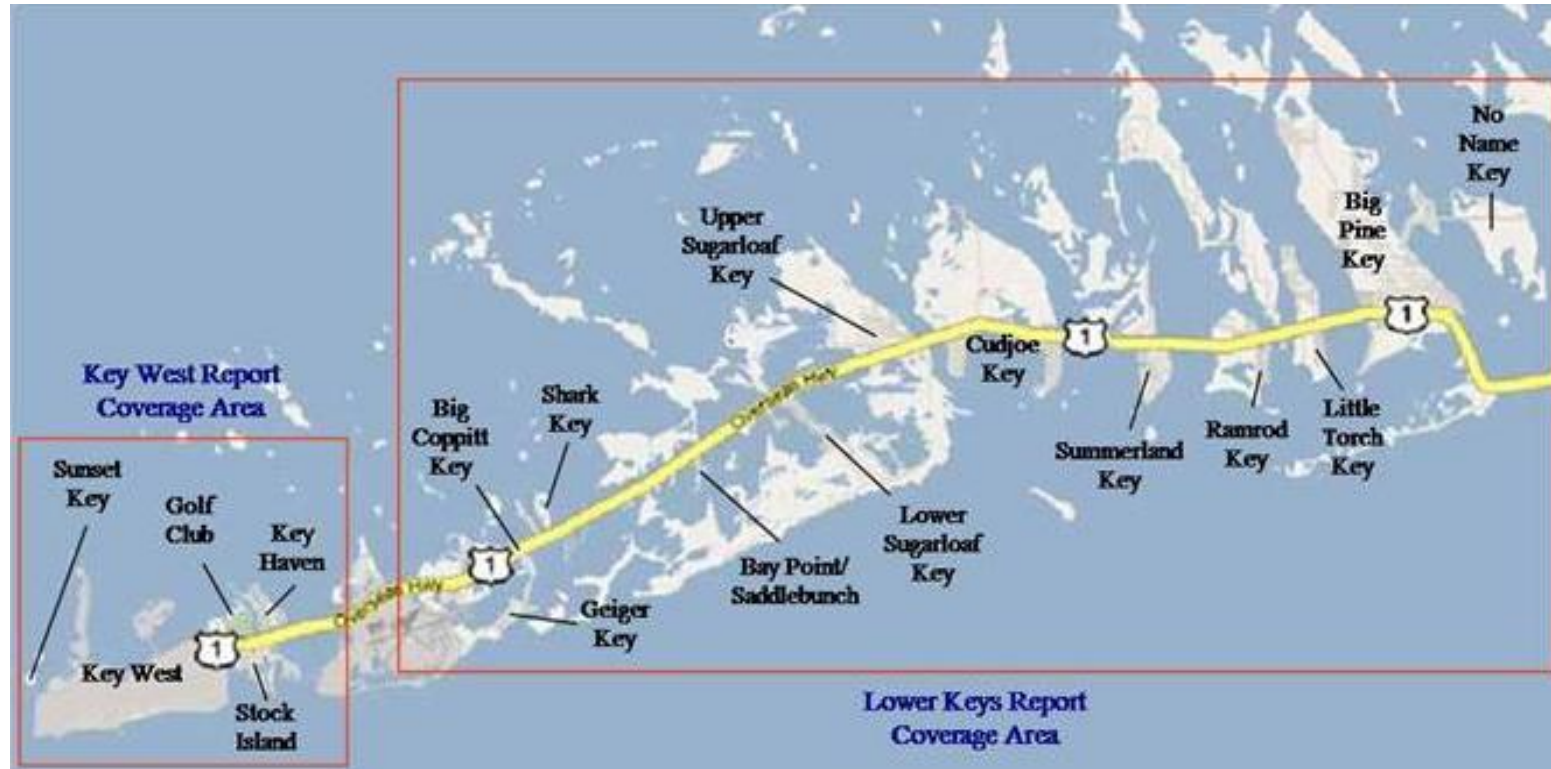 No
Name
Key
Big
Pine
Key
Upper
Sugarloaf
Key
1
1
Cudjoe
Key
Overseas Hwy
Key West Report
Coverage Area
Shark
Key
Big
Coppitt
Key
Summerland
Key
Ramrod
Key
Little
Torch
Key
Sunset
Key
Golf
Club
Key
Haven
Lower
Sugarloaf
Key
Bay Point/
Saddlebunch
1
Overseas Hwy
Geiger
Key
1
Key West
Stock
Island
Lower Keys Report
Coverage Area